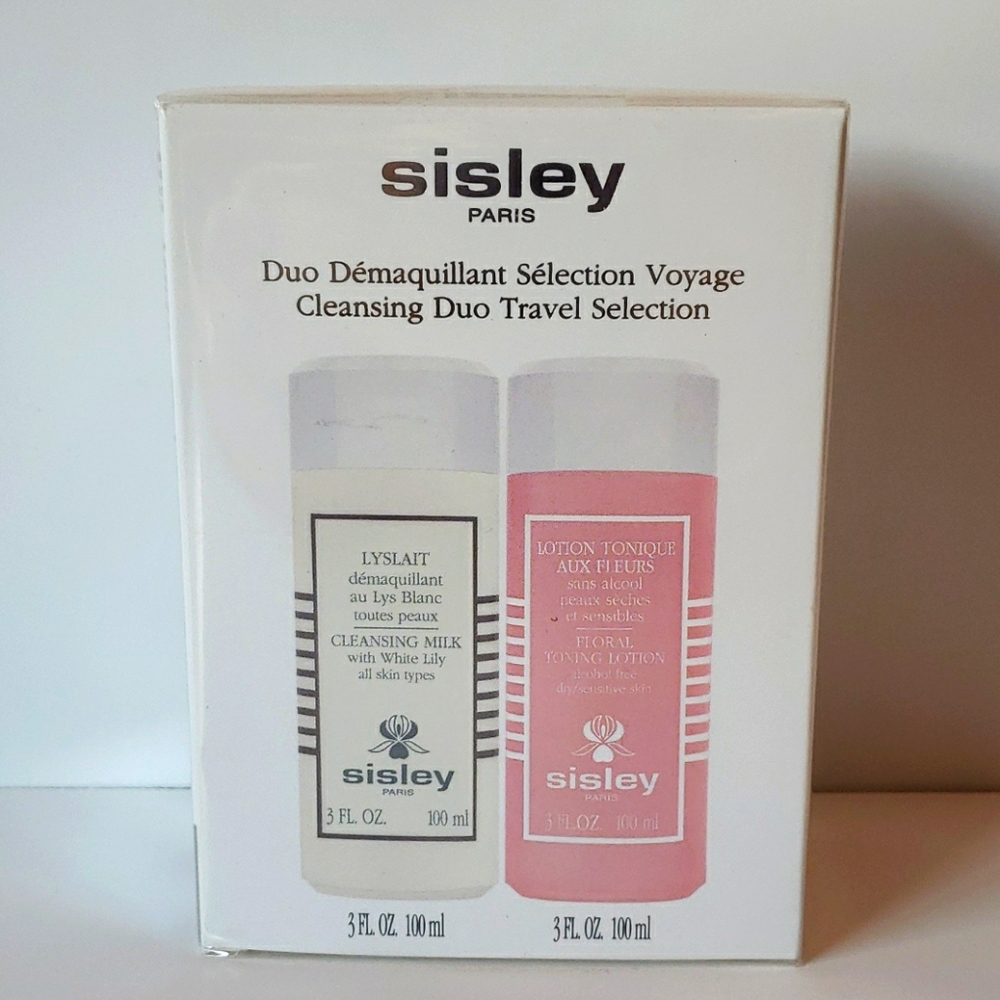 sisley
PARIS
Duo Démaquillant Sélection Voyage
Cleansing Duo Travel Selection
LYSLAIT
démaquillant
au Lys Blanc
toutes peaux
CLEANSING MILK
with White Lily
all skin types
sisley
PARIS
3 FL. OZ. 100 ml
LOTION TONIQUE
AUX FLEURS
sans alcool
peaux sèches
et sensibles
FLORAL
TONING LOTION
alcohol free
dry/sensitive skin
sisley
PARIS
3 FL.OZ. 100 ml
3 FL. OZ. 100 ml
3 FL. OZ. 100 ml